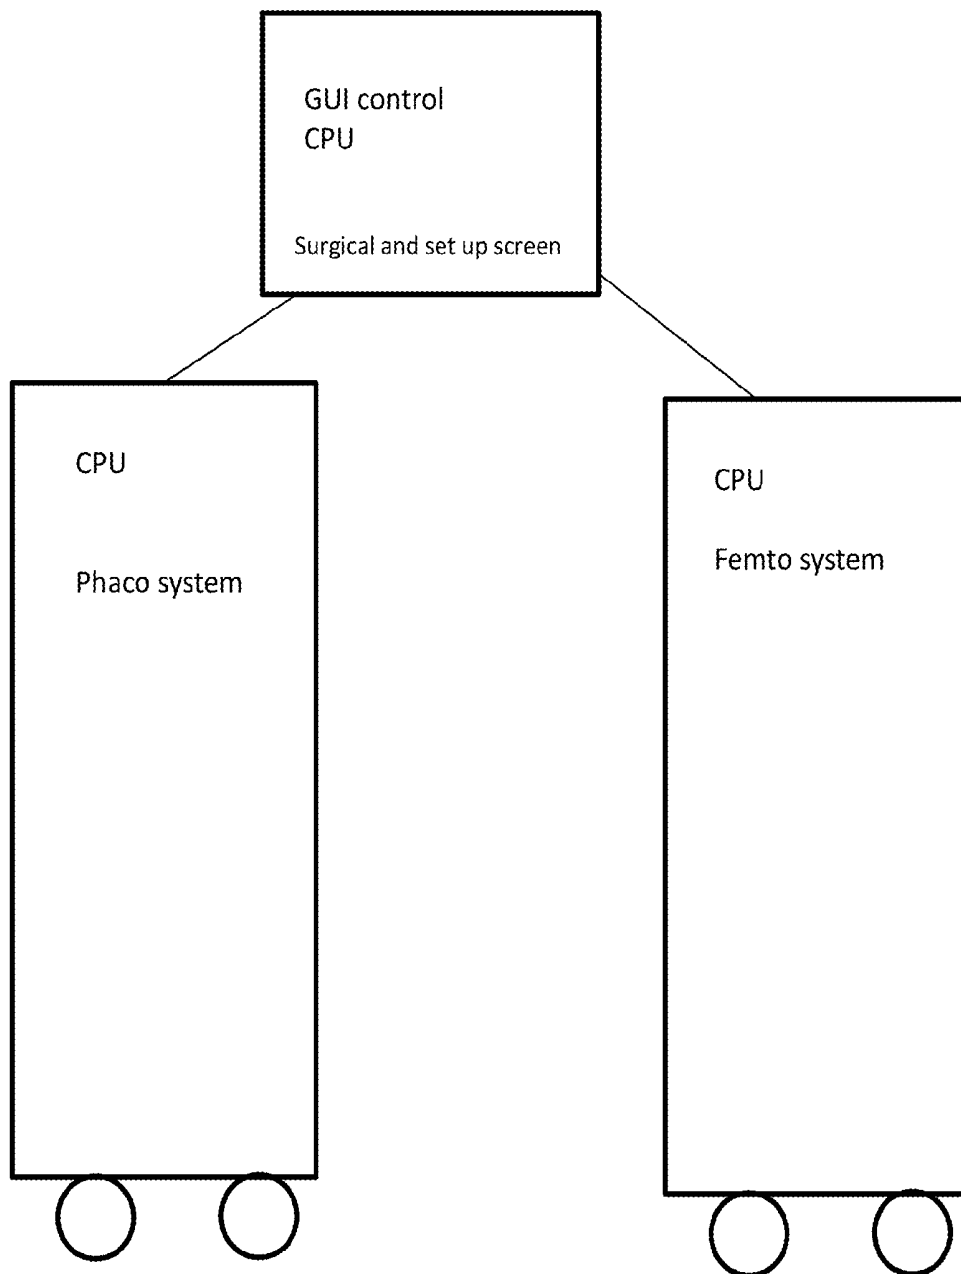 GUI control
CPU
Surgical and set up screen
CPU
Phaco system
CPU
Femto system